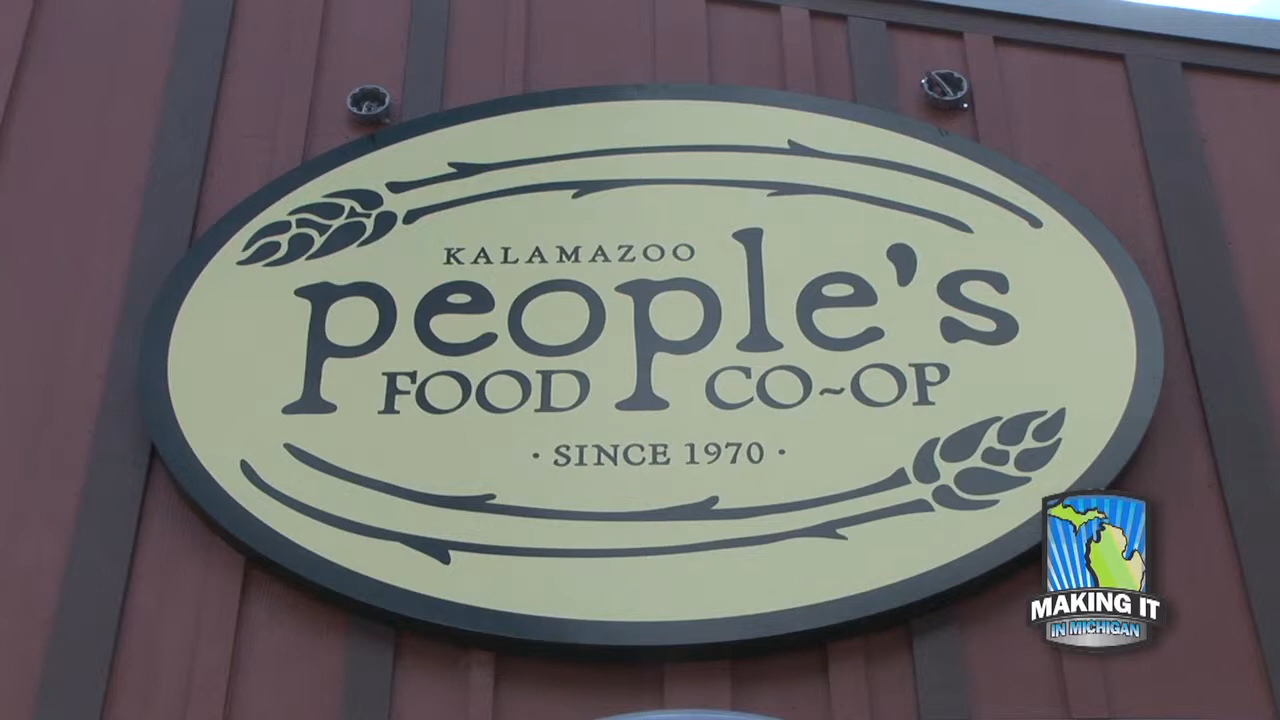 KALAMAZOO
people's
FOOD CO~OP
· SINCE 1970 ·
MAKING IT
IN MICHIGAN